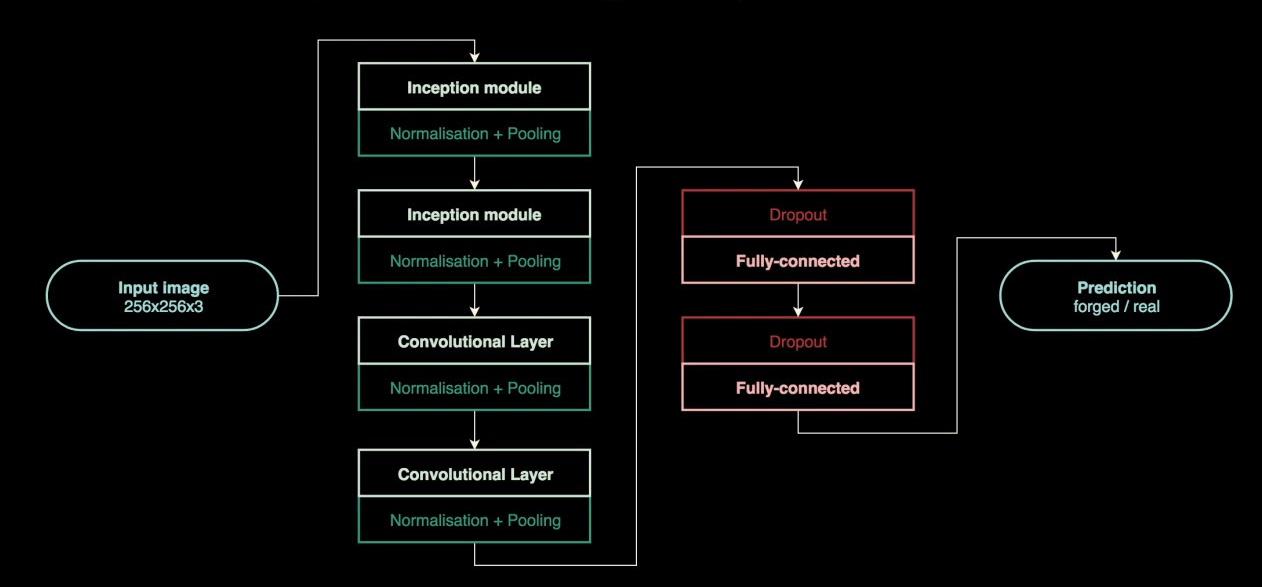 Input image
256x256x3
Inception module
Normalisation + Pooling
Inception module
Normalisation + Pooling
Convolutional Layer
Normalisation + Pooling
Convolutional Layer
Normalisation + Pooling
Dropout
Fully-connected
Dropout
Fully-connected
Prediction
forged / real